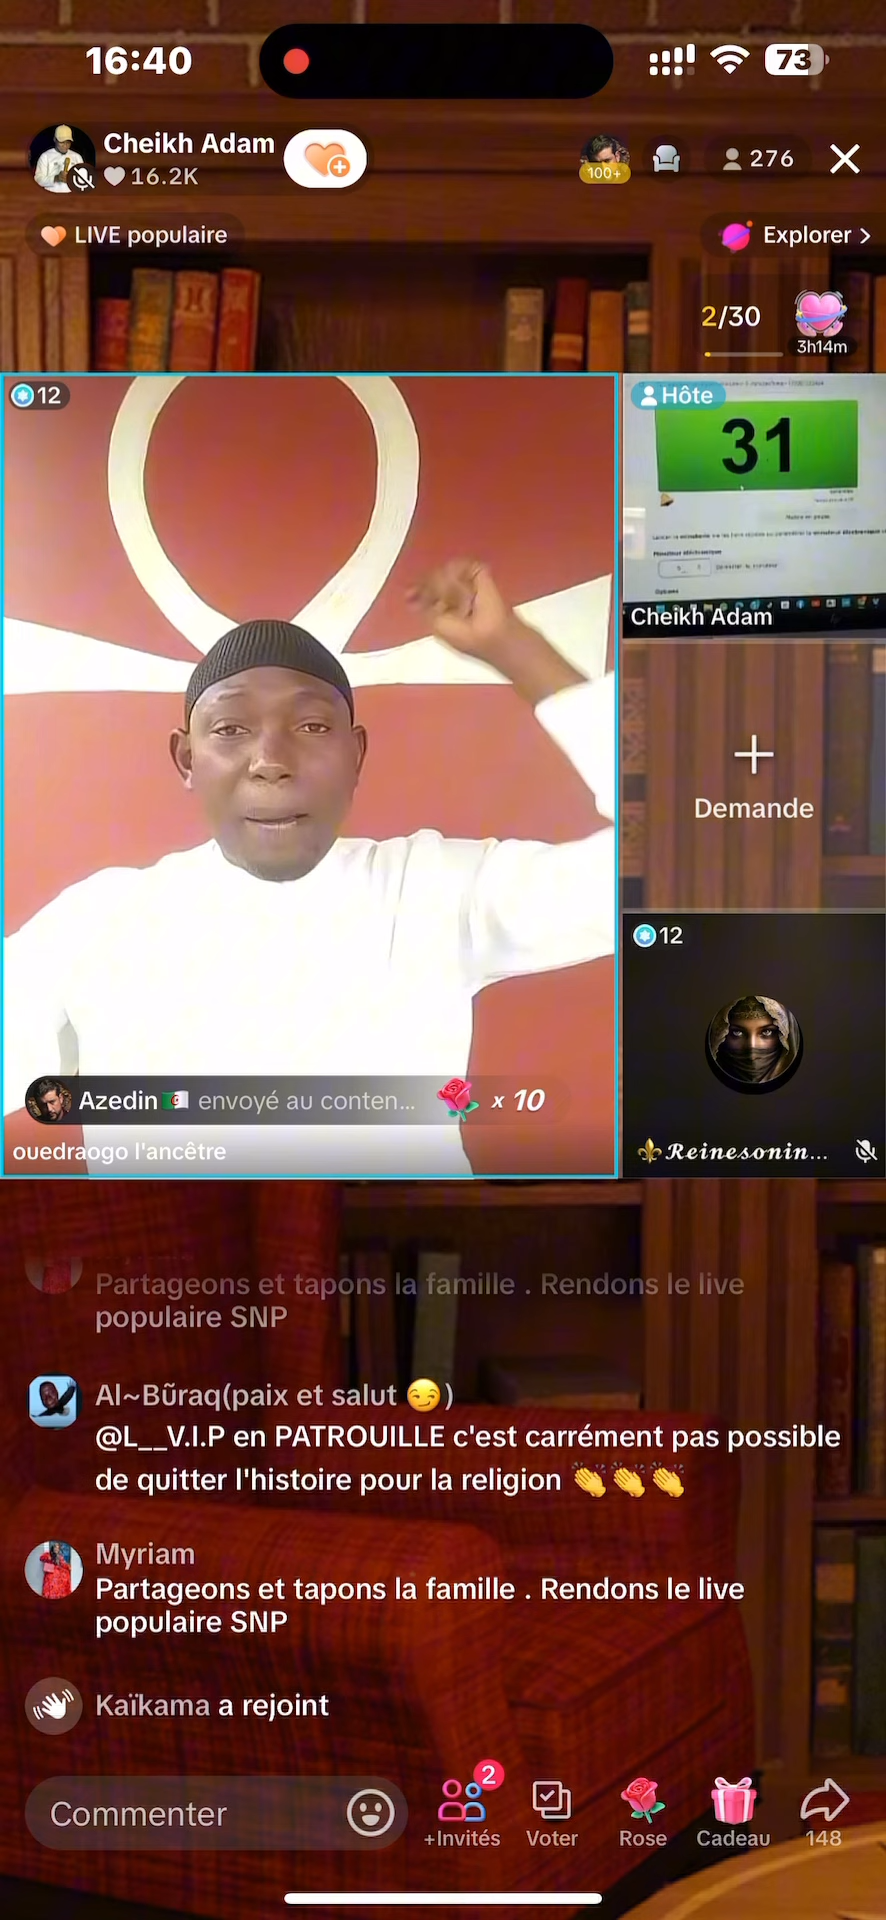 16:40
73
Cheikh Adam
16.2K
100+
276
LIVE populaire
Explorer >
2/30
3h14m
12
Hôte
31
Cheikh Adam
Demande
12
Azedin envoyé au conten... x 10
ouedraogo l'ancêtre
𝓡𝓮𝓲𝓷𝓮𝓼𝓸𝓷𝓲𝓷...
Partageons et tapons la famille . Rendons le live
populaire SNP
Al~Bũraq(paix et salut 😏)
@L__V.I.P en PATROUILLE c'est carrément pas possible
de quitter l'histoire pour la religion 👏👏👏
Myriam
Partageons et tapons la famille . Rendons le live
populaire SNP
Kaïkama a rejoint
Commenter
2
+Invités
Voter
Rose
Cadeau
148